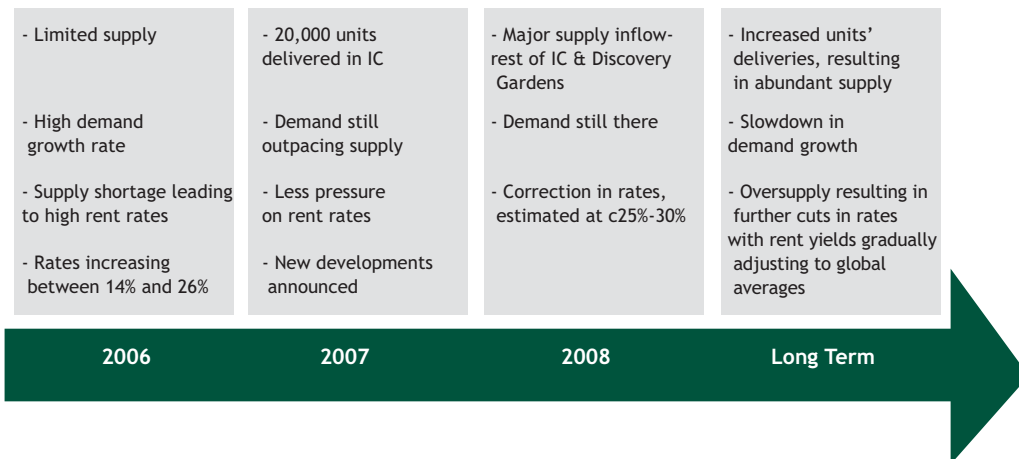 - Limited supply
- High demand
growth rate
- Supply shortage leading
to high rent rates
- Rates increasing
between 14% and 26%
- 20,000 units
delivered in IC
- Demand still
outpacing supply
- Less pressure
on rent rates
- New developments
announced
- Major supply inflow-
rest of IC & Discovery
Gardens
- Demand still there
- Correction in rates,
estimated at c25%-30%
- Increased units’
deliveries, resulting
in abundant supply
- Slowdown in
demand growth
- Oversupply resulting in
further cuts in rates
with rent yields gradually
adjusting to global
averages
2006
2007
2008
Long Term